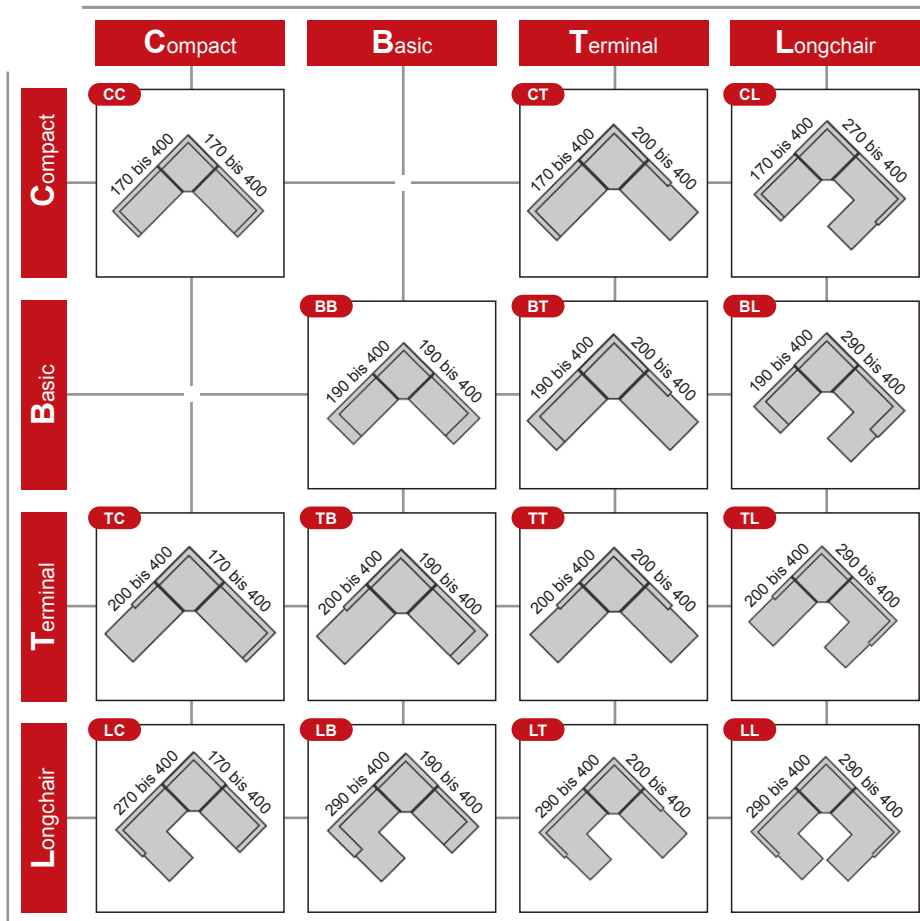 Compact
Basic
Terminal
Longchair
Compact
CC
170 bis 400
170 bis 400
CT
170 bis 400
200 bis 400
CL
170 bis 400
270 bis 400
Basic
BB
190 bis 400
190 bis 400
BT
190 bis 400
200 bis 400
BL
190 bis 400
290 bis 400
Terminal
TC
200 bis 400
170 bis 400
TB
200 bis 400
190 bis 400
TT
200 bis 400
200 bis 400
TL
200 bis 400
290 bis 400
Longchair
LC
270 bis 400
170 bis 400
LB
290 bis 400
190 bis 400
LT
290 bis 400
200 bis 400
LL
290 bis 400
290 bis 400